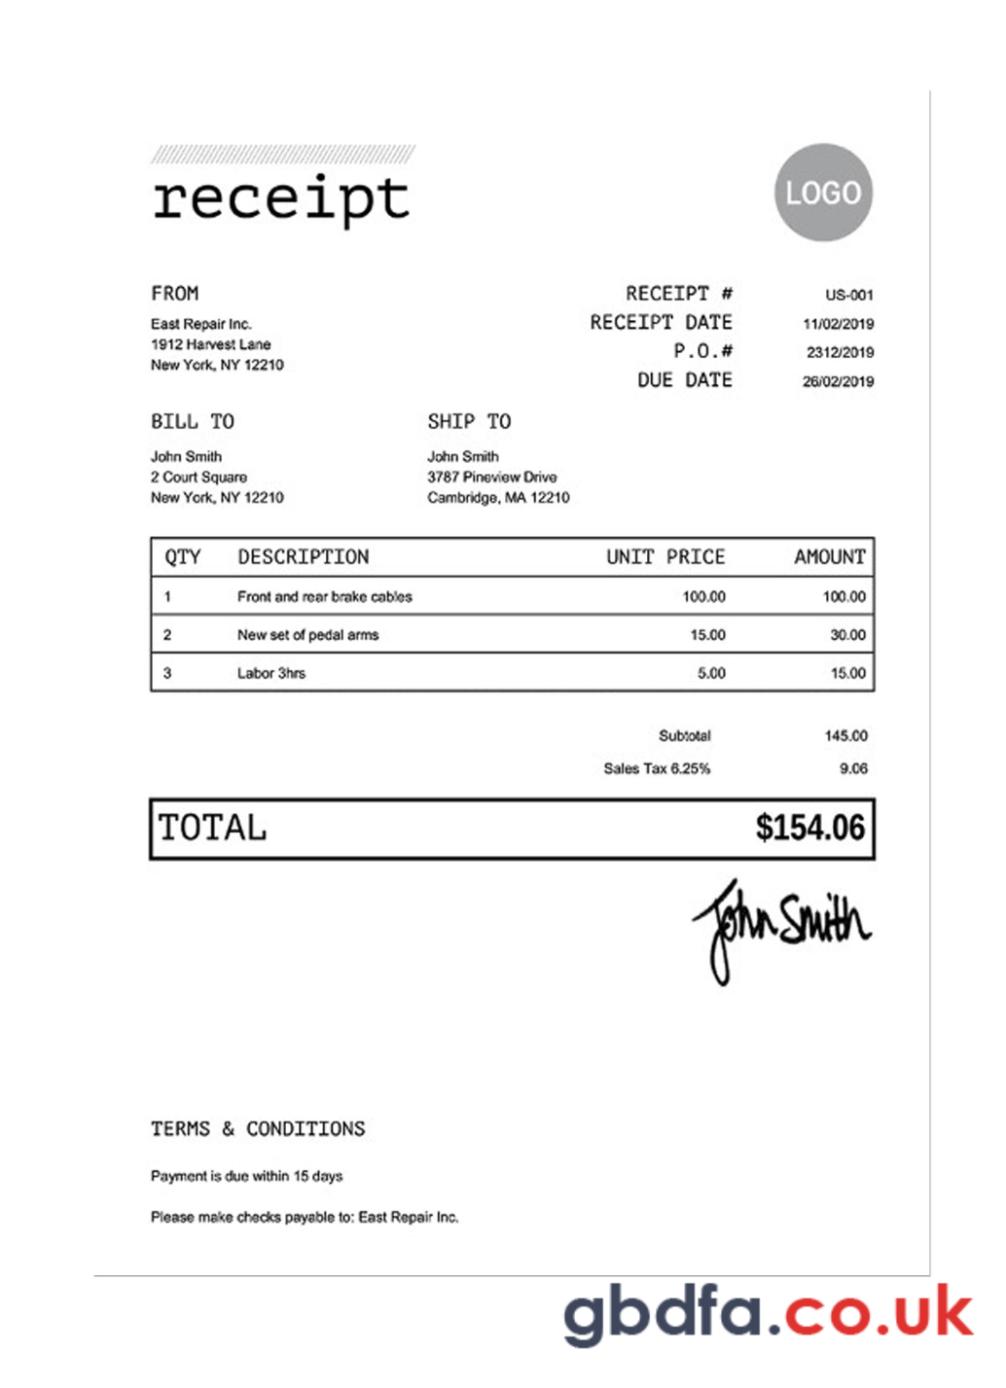 receipt
LOGO
FROM
East Repair Inc.
1912 Harvest Lane
New York, NY 12210
RECEIPT # US-001
RECEIPT DATE 11/02/2019
P.O.# 2312/2019
DUE DATE 26/02/2019
BILL TO
John Smith
2 Court Square
New York, NY 12210
SHIP TO
John Smith
3787 Pineview Drive
Cambridge, MA 12210
QTY DESCRIPTION UNIT PRICE AMOUNT
1 Front and rear brake cables 100.00 100.00
2 New set of pedal arms 15.00 30.00
3 Labor 3hrs 5.00 15.00
Subtotal 145.00
Sales Tax 6.25% 9.06
TOTAL $154.06
John Smith
TERMS & CONDITIONS
Payment is due within 15 days
Please make checks payable to: East Repair Inc.
gbdfa.co.uk